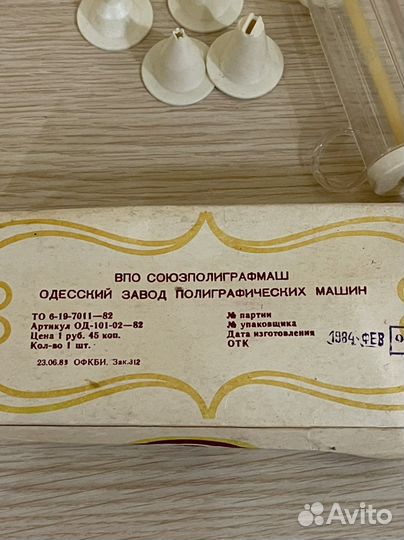 ВПО СОЮЗПОЛИГРАФМАШ
ОДЕССКИЙ ЗАВОД ПОЛИГРАФИЧЕСКИХ МАШИН
ТО 6-19-7011—82
Артикул ОД-101-02—82
Цена 1 руб. 45 коп.
Кол-во 1 шт.
23.06.83 ОФКБИ. Зак.312
№ партии
№ упаковщика
Дата изготовления 1984 ФЕВ
ОТК
Avito